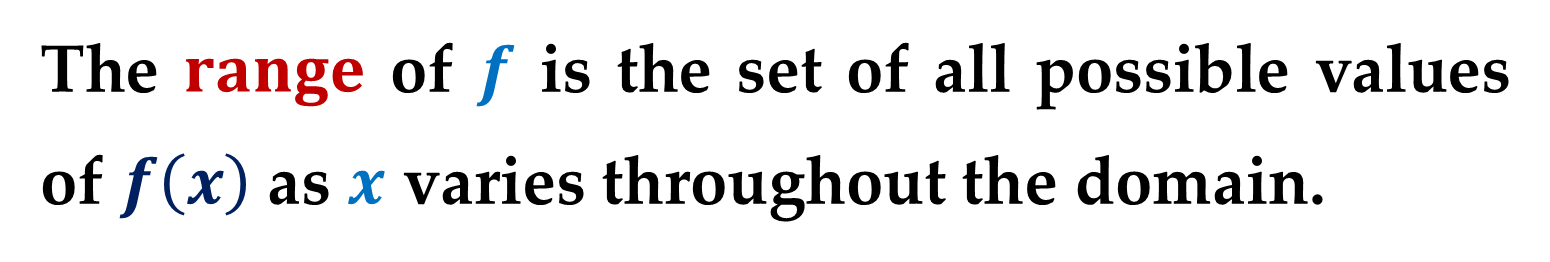 The range of f is the set of all possible values
of f(x) as x varies throughout the domain.